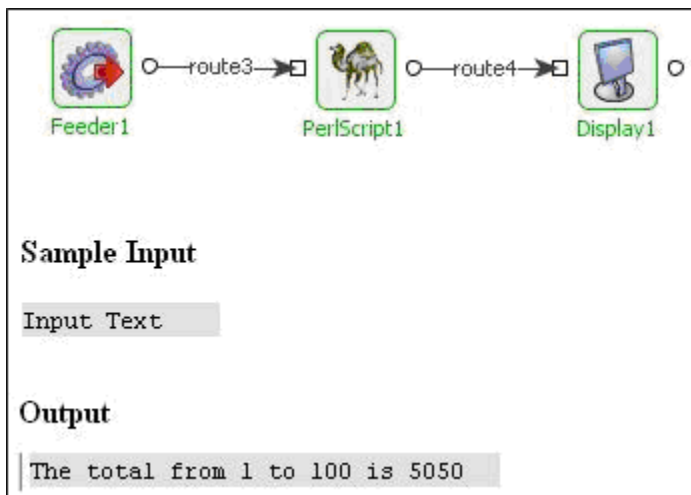 route3 route4
Feeder1 PerlScript1 Display1
Sample Input
Input Text
Output
The total from 1 to 100 is 5050